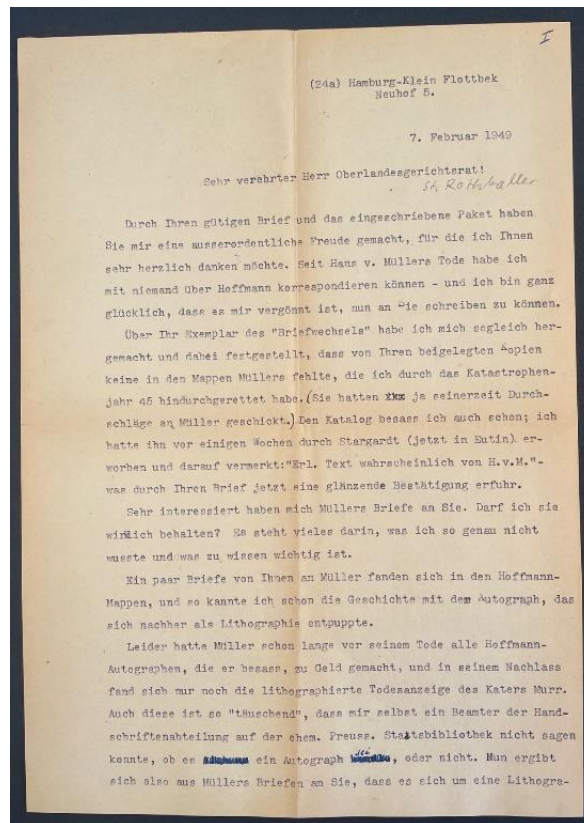 I
(24a) Hamburg-Klein Flottbek
Neuhof 5.
7. Februar 1949
Sehr verehrter Herr Oberlandesgerichtsrat!
Durch Ihren gütigen Brief und das eingeschriebene Paket haben
Sie mir eine ausserordentliche Freude gemacht, für die ich Ihnen
sehr herzlich danken möchte. Seit Hans v. Müllers Tode habe ich
mit niemand über Hoffmann korrespondieren können - und ich bin ganz
glücklich, dass es mir vergönnt ist, nun an Sie schreiben zu können.
Über Ihr Exemplar des "Briefwechsels" habe ich mich sogleich her-
gemacht und dabei festgestellt, dass von Ihren beigelegten Kopien
keine in den Mappen Müllers fehlte, die ich durch das Katastrophen-
jahr 45 hindurchgerettet habe. (Sie hatten ja seinerzeit Durch-
schläge an Müller geschickt.) Den Katalog besass ich auch schon; ich
hatte ihn vor einigen Wochen durch Stargardt (jetzt in Eutin) er-
worben und darauf vermerkt: "Erl. Text wahrscheinlich von H.v.M."-
was durch Ihren Brief jetzt eine glänzende Bestätigung erfuhr.
Sehr interessiert haben mich Müllers Briefe an Sie. Darf ich sie
wirklich behalten? Es steht vieles darin, was ich so genau nicht
wusste und was zu wissen wichtig ist.
Ein paar Briefe von Ihnen an Müller fanden sich in den Hoffmann-
Mappen, und so kannte ich schon die Geschichte mit dem Autograph, das
sich nachher als Lithographie entpuppte.
Leider hatte Müller schon lange vor seinem Tode alle Hoffmann-
Autographen, die er besass, zu Geld gemacht, und in seinem Nachlass
fand sich nur noch die lithographierte Todesanzeige des Katers Murr.
Auch diese ist so "täuschend", dass mir selbst ein Beamter der Hand-
schriftenabteilung auf der ehem. Preuss. Staatsbibliothek nicht sagen
konnte, ob es ein Autograph sei, oder nicht. Nun ergibt
sich also aus Müllers Briefen an Sie, dass es sich um eine Lithogra-